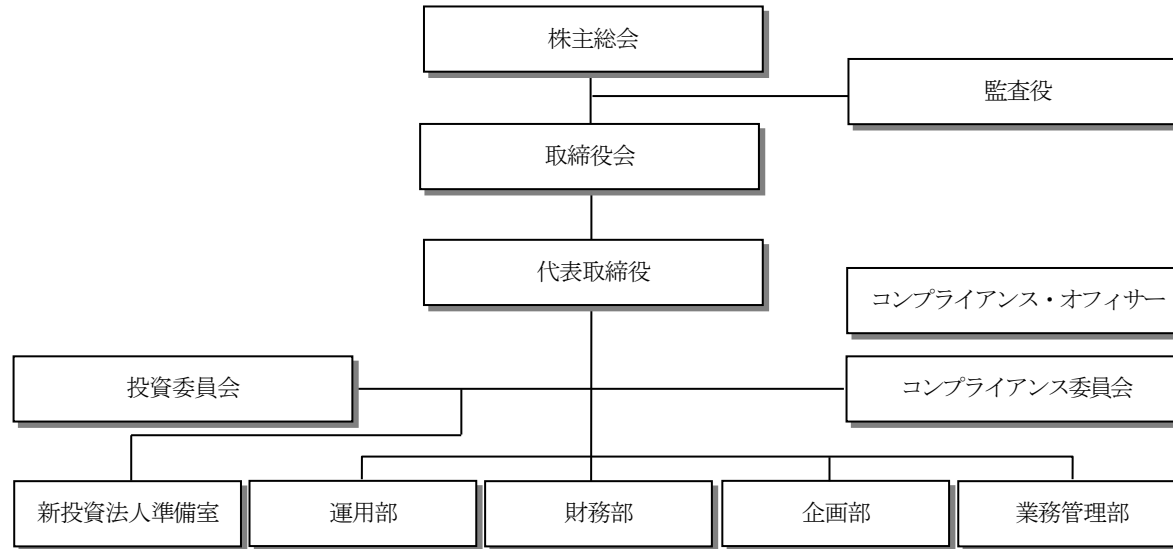 株主総会
監査役
取締役会
代表取締役
コンプライアンス・オフィサー
投資委員会
コンプライアンス委員会
新投資法人準備室
運用部
財務部
企画部
業務管理部